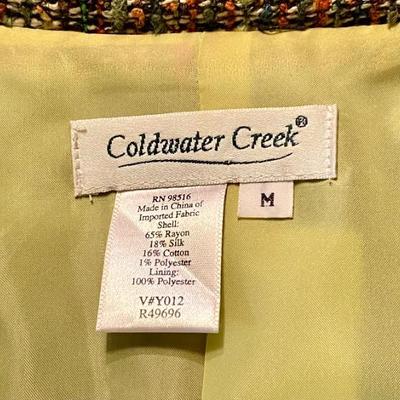 Coldwater Creek®
M
RN 98516
Made in China of
Imported Fabric
Shell:
65% Rayon
18% Silk
16% Cotton
1% Polyester
Lining:
100% Polyester
V#Y012
R49696